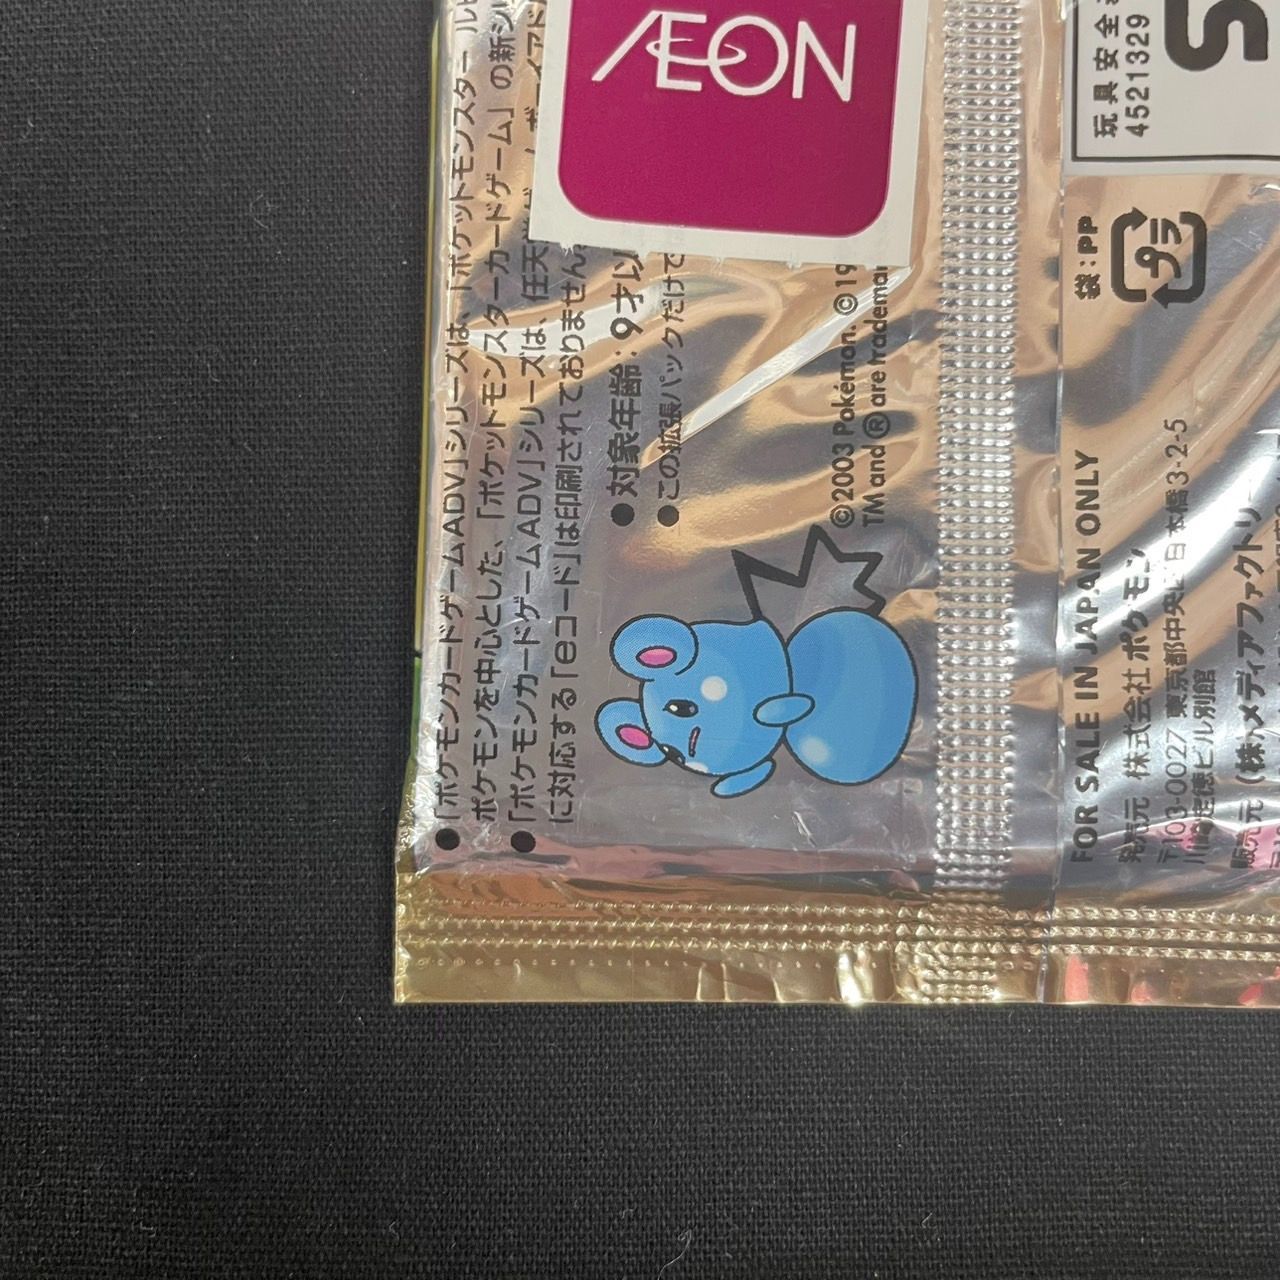 ÆON
●「ポケモンカードゲームADV」シリーズは、「ポケットモンスター ルビ
ポケモンを中心とした、「ポケットモンスターカードゲーム」の新シリ
●「ポケモンカードゲームADV」シリーズは、任天
に対応する「eコード」は印刷されておりません
●対象年齢：9才以
●この拡張パックだけで
©2003 Pokémon. ©19
TM and ® are trademar
玩具安全
4521329
S
袋：PP
プラ
FOR SALE IN JAPAN ONLY
発売元 株式会社ポケモン
〒103-0027 東京都中央区日本橋3-2-5
ビル別館
販売元 (株)メディアファクトリー